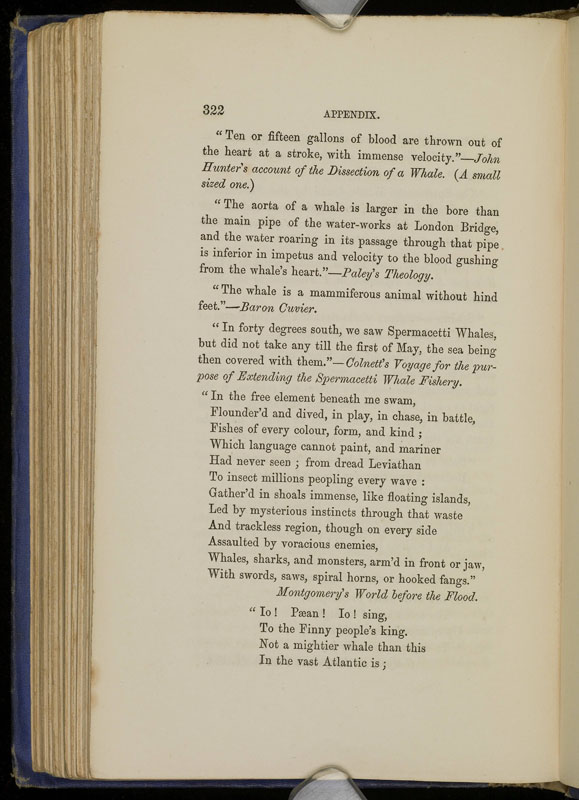 322
APPENDIX.
“Ten or fifteen gallons of blood are thrown out of
the heart at a stroke, with immense velocity.”—John
Hunter's account of the Dissection of a Whale. (A small
sized one.)
“The aorta of a whale is larger in the bore than
the main pipe of the water-works at London Bridge,
and the water roaring in its passage through that pipe
is inferior in impetus and velocity to the blood gushing
from the whale's heart.”—Paley's Theology.
“The whale is a mammiferous animal without hind
feet.”—Baron Cuvier.
“In forty degrees south, we saw Spermacetti Whales,
but did not take any till the first of May, the sea being
then covered with them.”—Colnett's Voyage for the pur-
pose of Extending the Spermacetti Whale Fishery.
“In the free element beneath me swam,
Flounder'd and dived, in play, in chase, in battle,
Fishes of every colour, form, and kind ;
Which language cannot paint, and mariner
Had never seen ; from dread Leviathan
To insect millions peopling every wave :
Gather'd in shoals immense, like floating islands,
Led by mysterious instincts through that waste
And trackless region, though on every side
Assaulted by voracious enemies,
Whales, sharks, and monsters, arm'd in front or jaw,
With swords, saws, spiral horns, or hooked fangs.”
Montgomery's World before the Flood.
“Io ! Pæan ! Io ! sing,
To the Finny people's king.
Not a mightier whale than this
In the vast Atlantic is ;